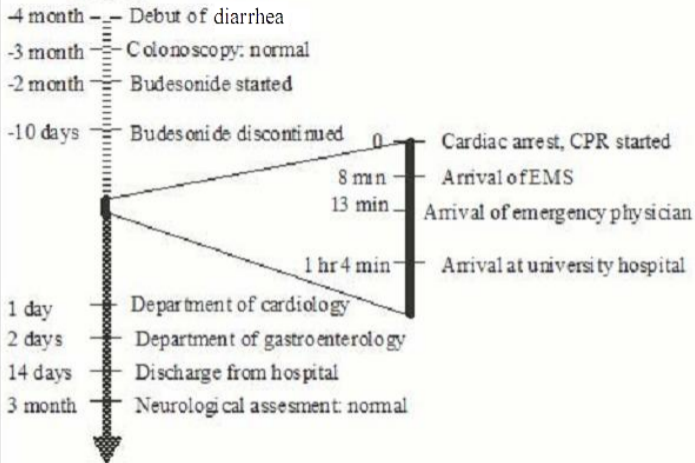 -4 month Debut of diarrhea
-3 month Colonoscopy: normal
-2 month Budesonide started
-10 days Budesonide discontinued
0 Cardiac arrest, CPR started
8 min Arrival of EMS
13 min Arrival of emergency physician
1 hr 4 min Arrival at university hospital
1 day Department of cardiology
2 days Department of gastroenterology
14 days Discharge from hospital
3 month Neurological assesment: normal